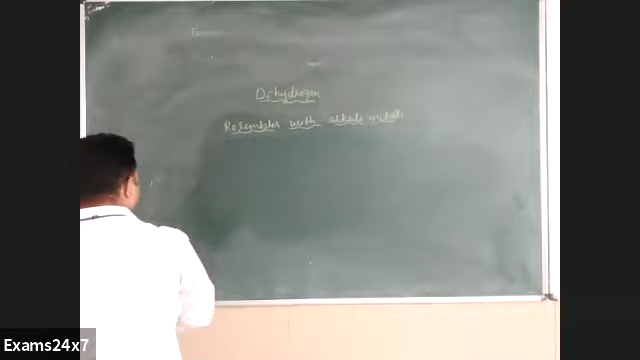 Dihydrogen
Resembles with alkali metals
Exams24x7